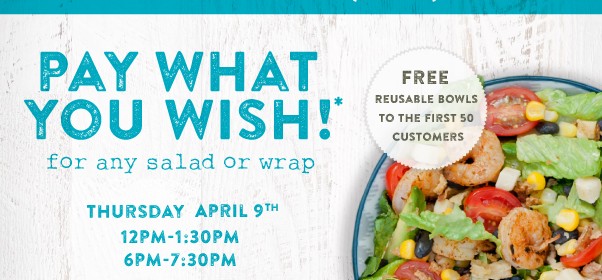 PAY WHAT
YOU WISH!*
for any salad or wrap
THURSDAY APRIL 9TH
12PM-1:30PM
6PM-7:30PM
FREE
REUSABLE BOWLS
TO THE FIRST 50
CUSTOMERS